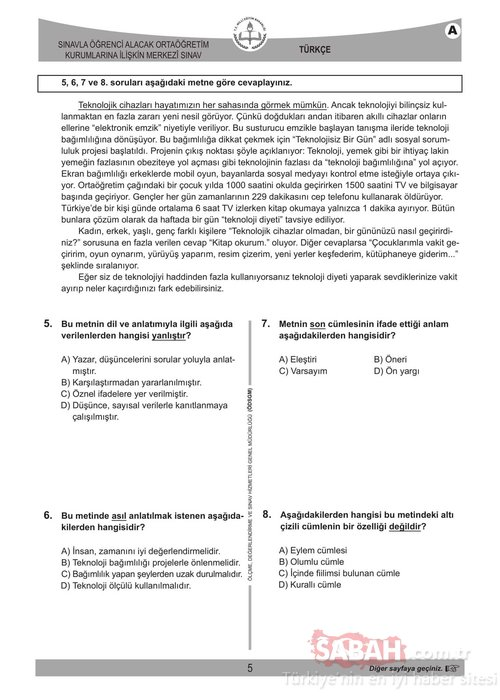 SINAVLA ÖĞRENCİ ALACAK ORTAÖĞRETİM
KURUMLARINA İLİŞKİN MERKEZÎ SINAV
TÜRKÇE
A
5, 6, 7 ve 8. soruları aşağıdaki metne göre cevaplayınız.
Teknolojik cihazları hayatımızın her sahasında görmek mümkün. Ancak teknolojiyi bilinçsiz kul-
lanmaktan en fazla zararı yeni nesil görüyor. Çünkü doğdukları andan itibaren akıllı cihazlar onların
ellerine “elektronik emzik” niyetiyle veriliyor. Bu susturucu emzikle başlayan tanışma ileride teknoloji
bağımlılığına dönüşüyor. Bu bağımlılığa dikkat çekmek için “Teknolojisiz Bir Gün” adlı sosyal sorum-
luluk projesi başlatıldı. Projenin çıkış noktası şöyle açıklanıyor: Teknoloji, yemek gibi bir ihtiyaç lakin
yemeğin fazlasının obeziteye yol açması gibi teknolojinin fazlası da “teknoloji bağımlılığına” yol açıyor.
Ekran bağımlılığı erkeklerde mobil oyun, bayanlarda sosyal medyayı kontrol etme isteğiyle ortaya çıkı-
yor. Ortaöğretim çağındaki bir çocuk yılda 1000 saatini okulda geçirirken 1500 saatini TV ve bilgisayar
başında geçiriyor. Gençler her gün zamanlarının 229 dakikasını cep telefonu kullanarak öldürüyor.
Türkiye’de bir kişi günde ortalama 6 saat TV izlerken kitap okumaya yalnızca 1 dakika ayırıyor. Bütün
bunlara çözüm olarak da haftada bir gün “teknoloji diyeti” tavsiye ediliyor.
Kadın, erkek, yaşlı, genç farklı kişilere “Teknolojik cihazlar olmadan, bir gününüzü nasıl geçirirdi-
niz?” sorusuna en fazla verilen cevap “Kitap okurum.” oluyor. Diğer cevaplarsa “Çocuklarımla vakit ge-
çiririm, oyun oynarım, yürüyüş yaparım, resim çizerim, yeni yerler keşfederim, kütüphaneye giderim...”
şeklinde sıralanıyor.
Eğer siz de teknolojiyi haddinden fazla kullanıyorsanız teknoloji diyeti yaparak sevdiklerinize vakit
ayırıp neler kaçırdığınızı fark edebilirsiniz.
5. Bu metnin dil ve anlatımıyla ilgili aşağıda
verilenlerden hangisi yanlıştır?
A) Yazar, düşüncelerini sorular yoluyla anlat-
mıştır.
B) Karşılaştırmadan yararlanılmıştır.
C) Öznel ifadelere yer verilmiştir.
D) Düşünce, sayısal verilerle kanıtlanmaya
çalışılmıştır.
6. Bu metinde asıl anlatılmak istenen aşağıda-
kilerden hangisidir?
A) İnsan, zamanını iyi değerlendirmelidir.
B) Teknoloji bağımlılığı projelerle önlenmelidir.
C) Bağımlılık yapan şeylerden uzak durulmalıdır.
D) Teknoloji ölçülü kullanılmalıdır.
ÖLÇME, DEĞERLENDİRME VE SINAV HİZMETLERİ GENEL MÜDÜRLÜĞÜ (ÖDSGM)
7. Metnin son cümlesinin ifade ettiği anlam
aşağıdakilerden hangisidir?
A) Eleştiri B) Öneri
C) Varsayım D) Ön yargı
8. Aşağıdakilerden hangisi bu metindeki altı
çizili cümlenin bir özelliği değildir?
A) Eylem cümlesi
B) Olumlu cümle
C) İçinde fiilimsi bulunan cümle
D) Kurallı cümle
5
Diğer sayfaya geçiniz.
SABAH.com.tr
Türkiye'nin en iyi haber sitesi